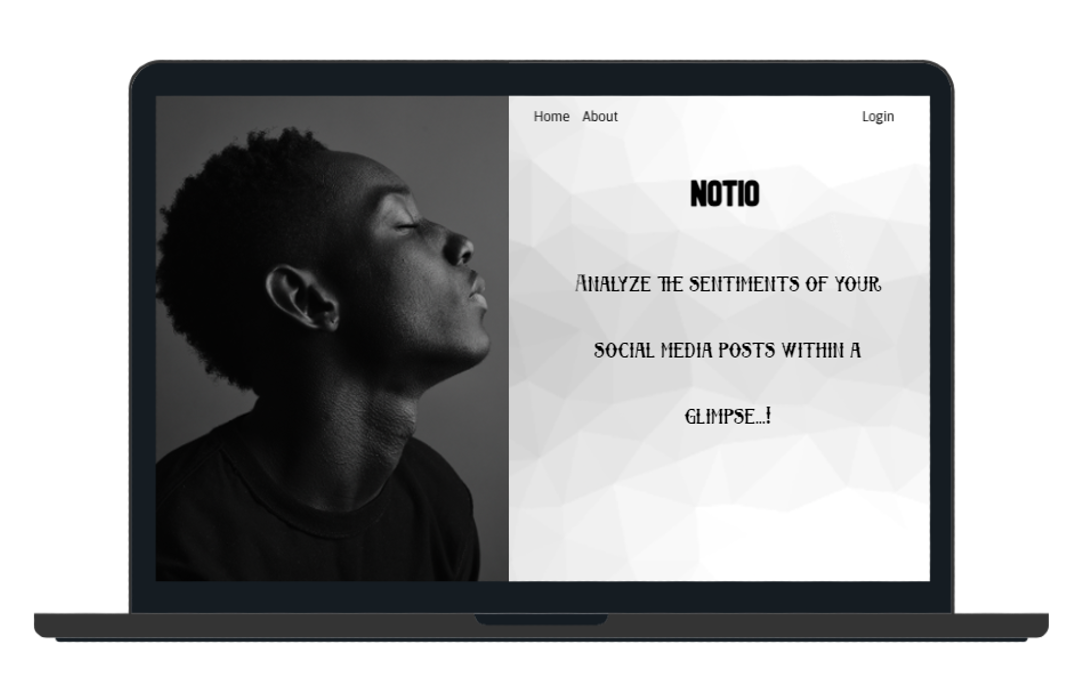 Home About Login
NOTIO
ANALYZE THE SENTIMENTS OF YOUR
SOCIAL MEDIA POSTS WITHIN A
GLIMPSE...!